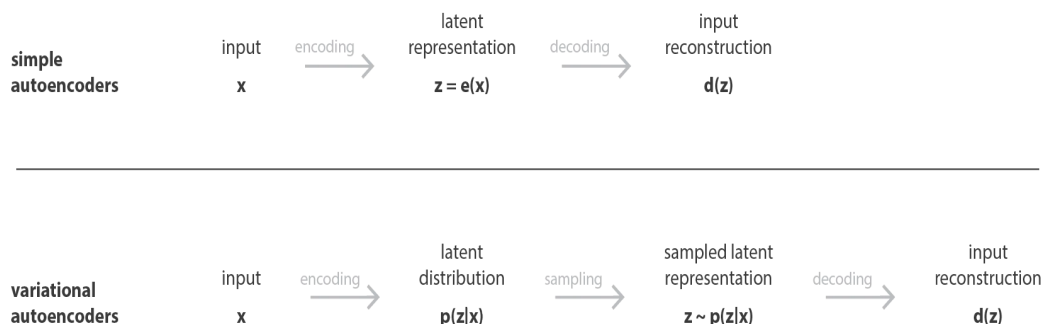 latent
input
input
encoding
representation
decoding
reconstruction
simple
autoencoders
x
z = e(x)
d(z)
latent
sampled latent
input
input
encoding
distribution
sampling
representation
decoding
reconstruction
variational
autoencoders
x
p(z|x)
z ~ p(z|x)
d(z)